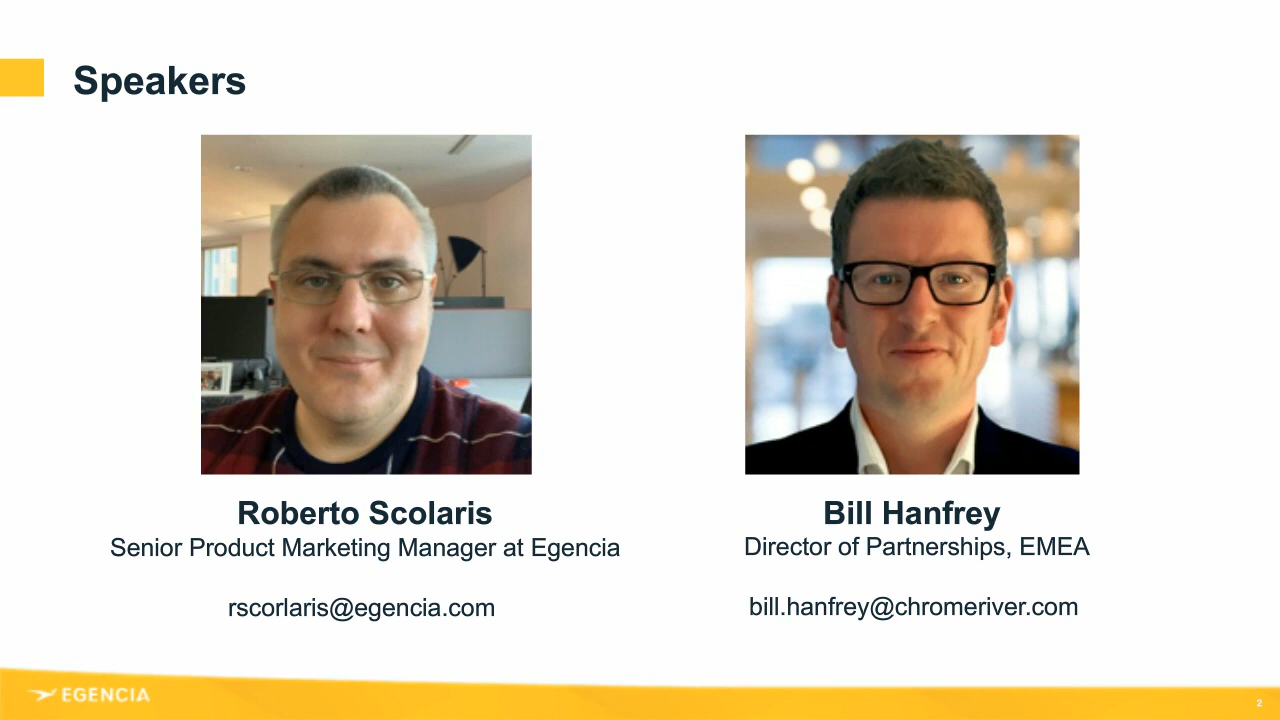 Speakers
Roberto Scolaris
Senior Product Marketing Manager at Egencia
rscorlaris@egencia.com
Bill Hanfrey
Director of Partnerships, EMEA
bill.hanfrey@chromeriver.com
EGENCIA
2